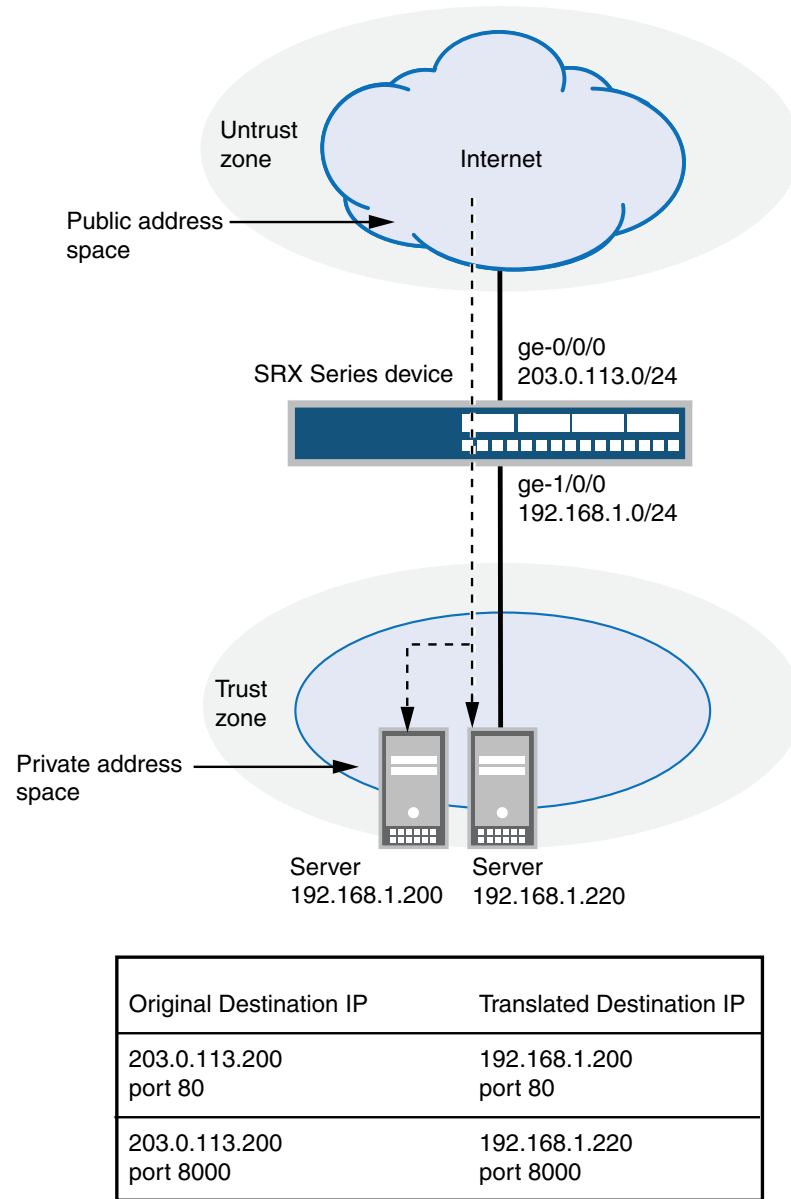 Untrust
zone
Internet
Public address
space
ge-0/0/0
203.0.113.0/24
SRX Series device
ge-1/0/0
192.168.1.0/24
Trust
zone
Private address
space
Server
192.168.1.200
Server
192.168.1.220
Original Destination IP
Translated Destination IP
203.0.113.200
port 80
192.168.1.200
port 80
203.0.113.200
port 8000
192.168.1.220
port 8000